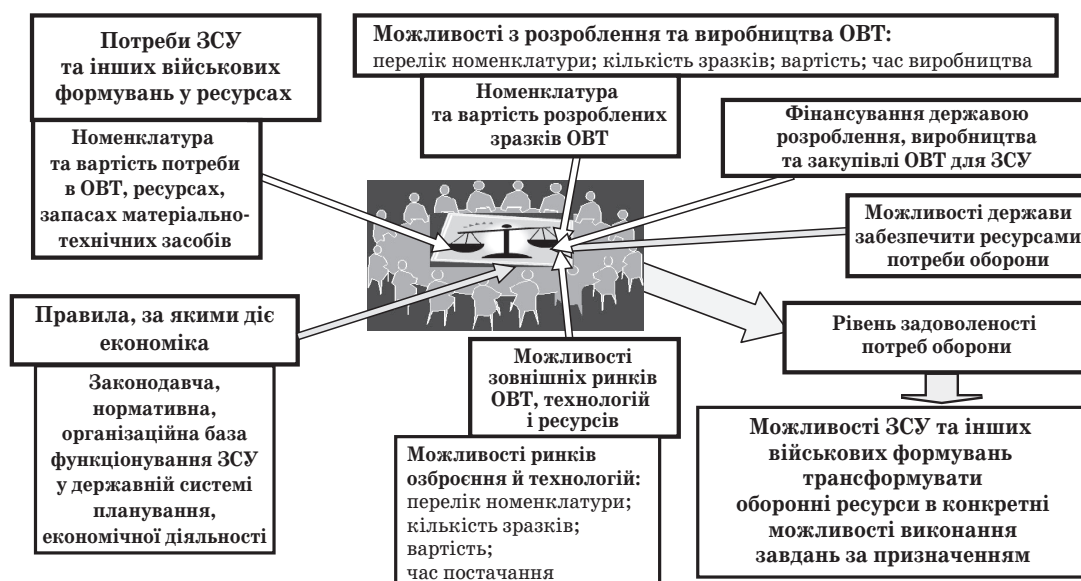 Потреби ЗСУ
та інших військових
формувань у ресурсах
Номенклатура
та вартість потреби
в ОВТ, ресурсах,
запасах матеріально-
технічних засобів
Можливості з розроблення та виробництва ОВТ:
перелік номенклатури; кількість зразків; вартість; час виробництва
Номенклатура
та вартість розроблених
зразків ОВТ
Фінансування державою
розроблення, виробництва
та закупівлі ОВТ для ЗСУ
Можливості держави
забезпечити ресурсами
потреби оборони
Правила, за якими діє
економіка
Законодавча,
нормативна,
організаційна база
функціонування ЗСУ
у державній системі
планування,
економічної діяльності
Можливості
зовнішніх ринків
ОВТ, технологій
і ресурсів
Можливості ринків
озброєння й технологій:
перелік номенклатури;
кількість зразків;
вартість;
час постачання
Рівень задоволеності
потреб оборони
Можливості ЗСУ та інших
військових формувань
трансформувати
оборонні ресурси в конкретні
можливості виконання
завдань за призначенням